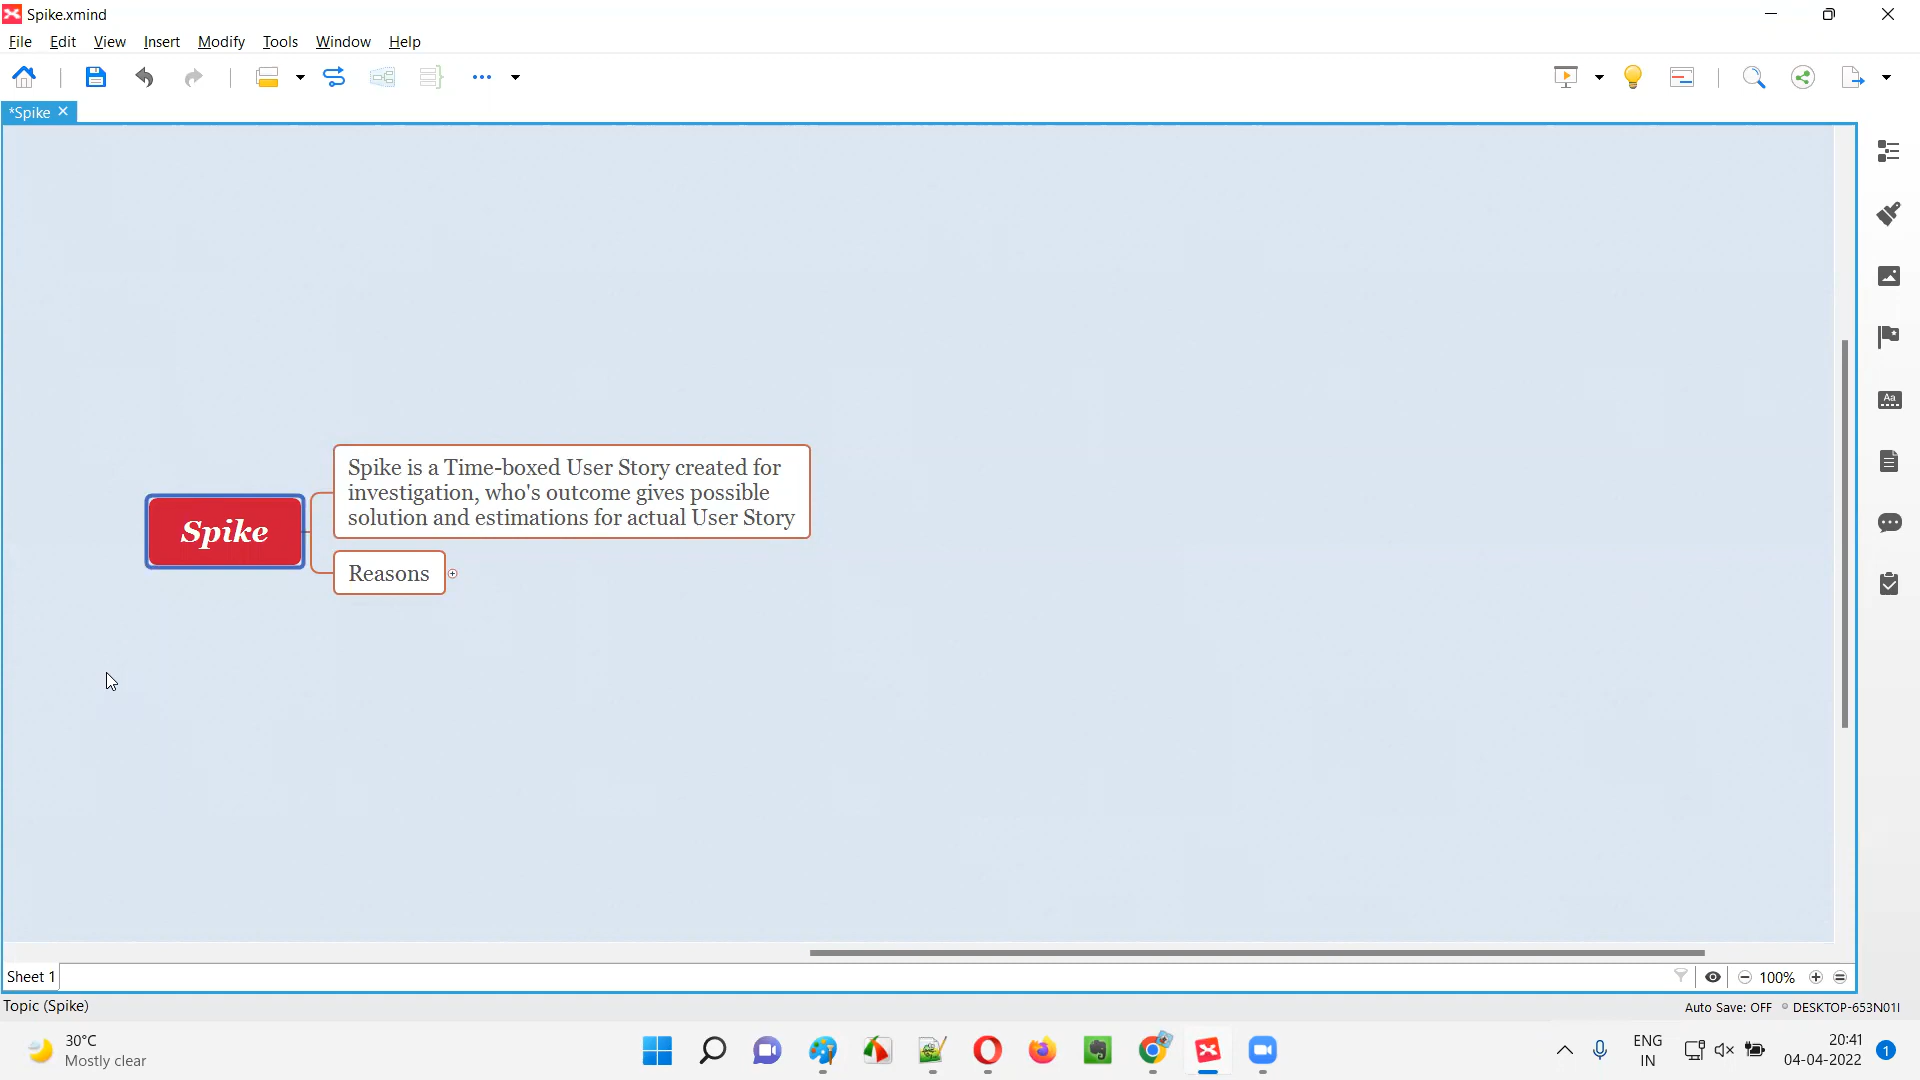 Spike.xmind
File Edit View Insert Modify Tools Window Help
*Spike
Spike is a Time-boxed User Story created for
investigation, who's outcome gives possible
solution and estimations for actual User Story
Spike
Reasons
Aa
Sheet 1
100%
Topic (Spike)
Auto Save: OFF
DESKTOP-653N01I
30°C
Mostly clear
ENG
IN
20:41
04-04-2022
1